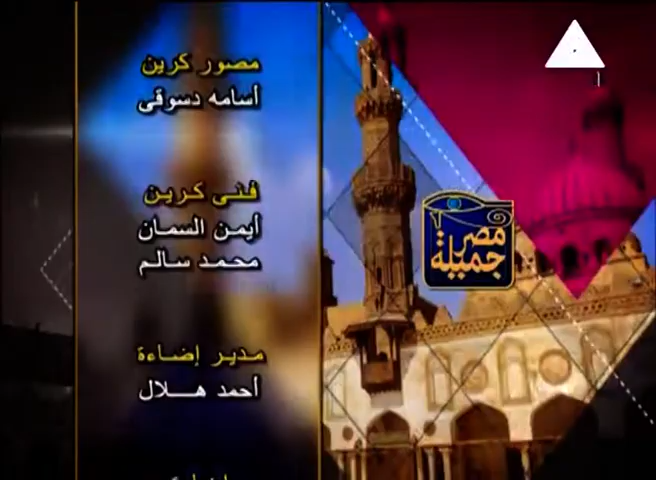 مصور كرين
أسامه دسوقى
فنى كرين
أيمن السمان
محمد سالم
مدير إضاءة
أحمد هلال
مصر
جميلة